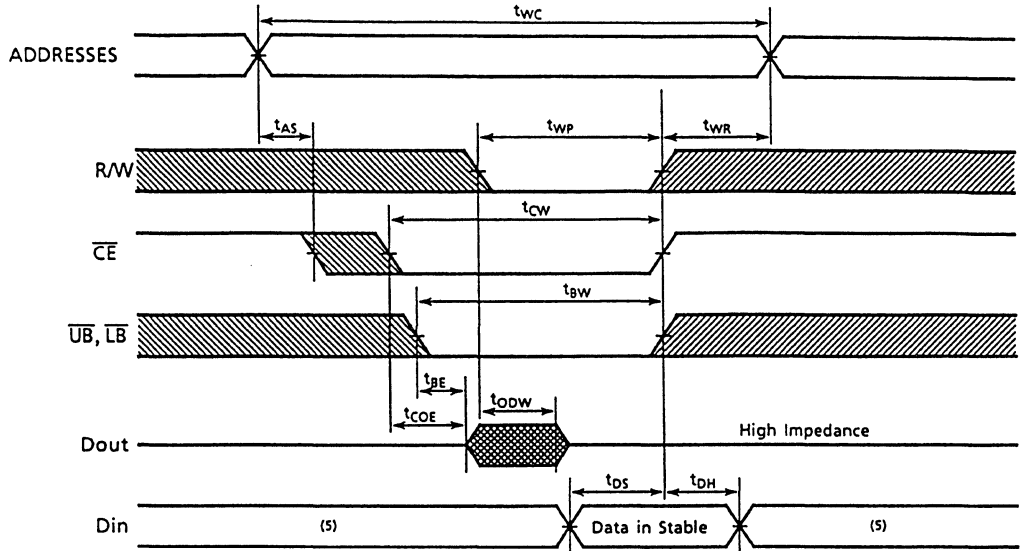 tWC
ADDRESSES
tAS
tWP
tWR
R/W
tCW
CE
tBW
UB, LB
tBE
tCOE
tODW
Dout
High Impedance
tDS
tDH
Din
(5)
Data in Stable
(5)